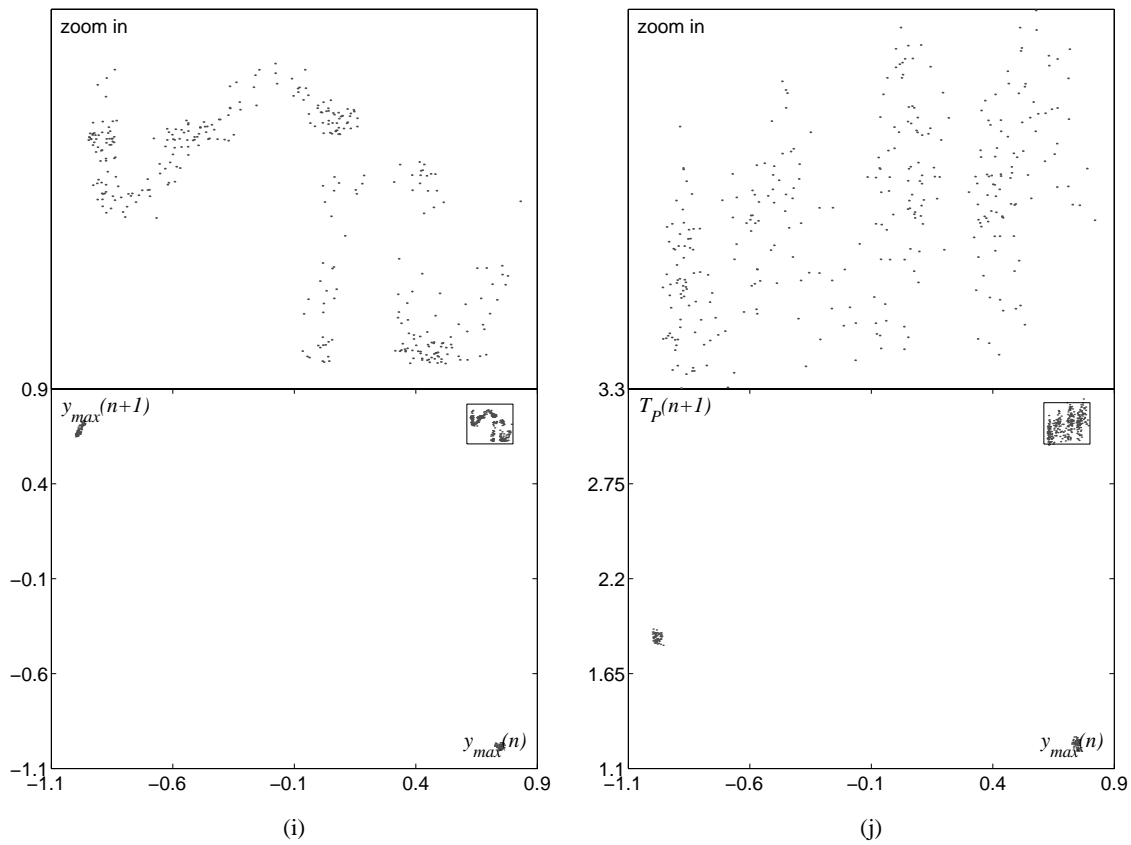 zoom in
zoom in
0.9
y_max(n+1)
0.4
−0.1
−0.6
−1.1
y_max(n)
−1.1 −0.6 −0.1 0.4 0.9
3.3
T_P(n+1)
2.75
2.2
1.65
1.1
y_max(n)
−1.1 −0.6 −0.1 0.4 0.9
(i)
(j)